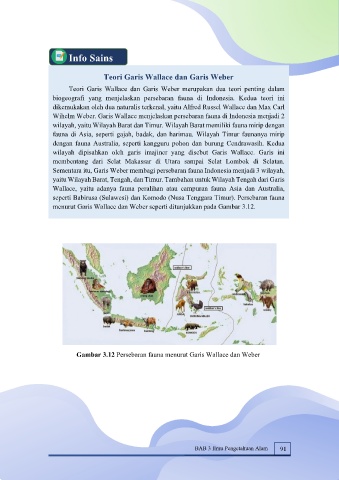 Info Sains
Teori Garis Wallace dan Garis Weber
Teori Garis Wallace dan Garis Weber merupakan dua teori penting dalam
biogeografi yang menjelaskan persebaran fauna di Indonesia. Kedua teori ini
dikemukakan oleh dua naturalis terkenal, yaitu Alfred Russel Wallace dan Max Carl
Wilhelm Weber. Garis Wallace menjelaskan persebaran fauna di Indonesia menjadi 2
wilayah, yaitu Wilayah Barat dan Timur. Wilayah Barat memiliki fauna mirip dengan
fauna di Asia, seperti gajah, badak, dan harimau. Wilayah Timur faunanya mirip
dengan fauna Australia, seperti kangguru pohon dan burung Cendrawasih. Kedua
wilayah dipisahkan oleh garis imajiner yang disebut Garis Wallace. Garis ini
membentang dari Selat Makassar di Utara sampai Selat Lombok di Selatan.
Sementara itu, Garis Weber membagi persebaran fauna Indonesia menjadi 3 wilayah,
yaitu Wilayah Barat, Tengah, dan Timur. Tambahan untuk Wilayah Tengah dari Garis
Wallace, yaitu adanya fauna peralihan atau campuran fauna Asia dan Australia,
seperti Babirusa (Sulawesi) dan Komodo (Nusa Tenggara Timur). Persebaran fauna
menurut Garis Wallace dan Weber seperti ditunjukkan pada Gambar 3.12.
Gambar 3.12 Persebaran fauna menurut Garis Wallace dan Weber
BAB 3 Ilmu Pengetahuan Alam 91